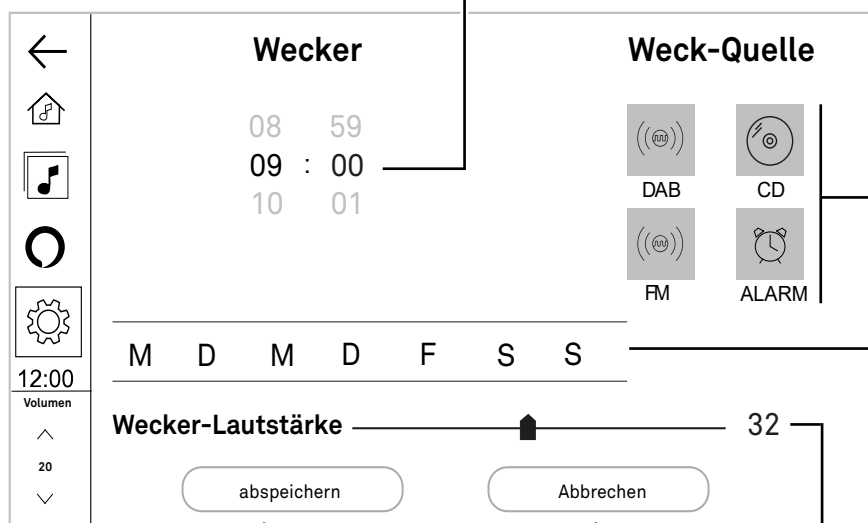 Wecker
Weck-Quelle
08 59
09 : 00
10 01
DAB
CD
FM
ALARM
M D M D F S S
12:00
Volumen
20
Wecker-Lautstärke
32
abspeichern
Abbrechen